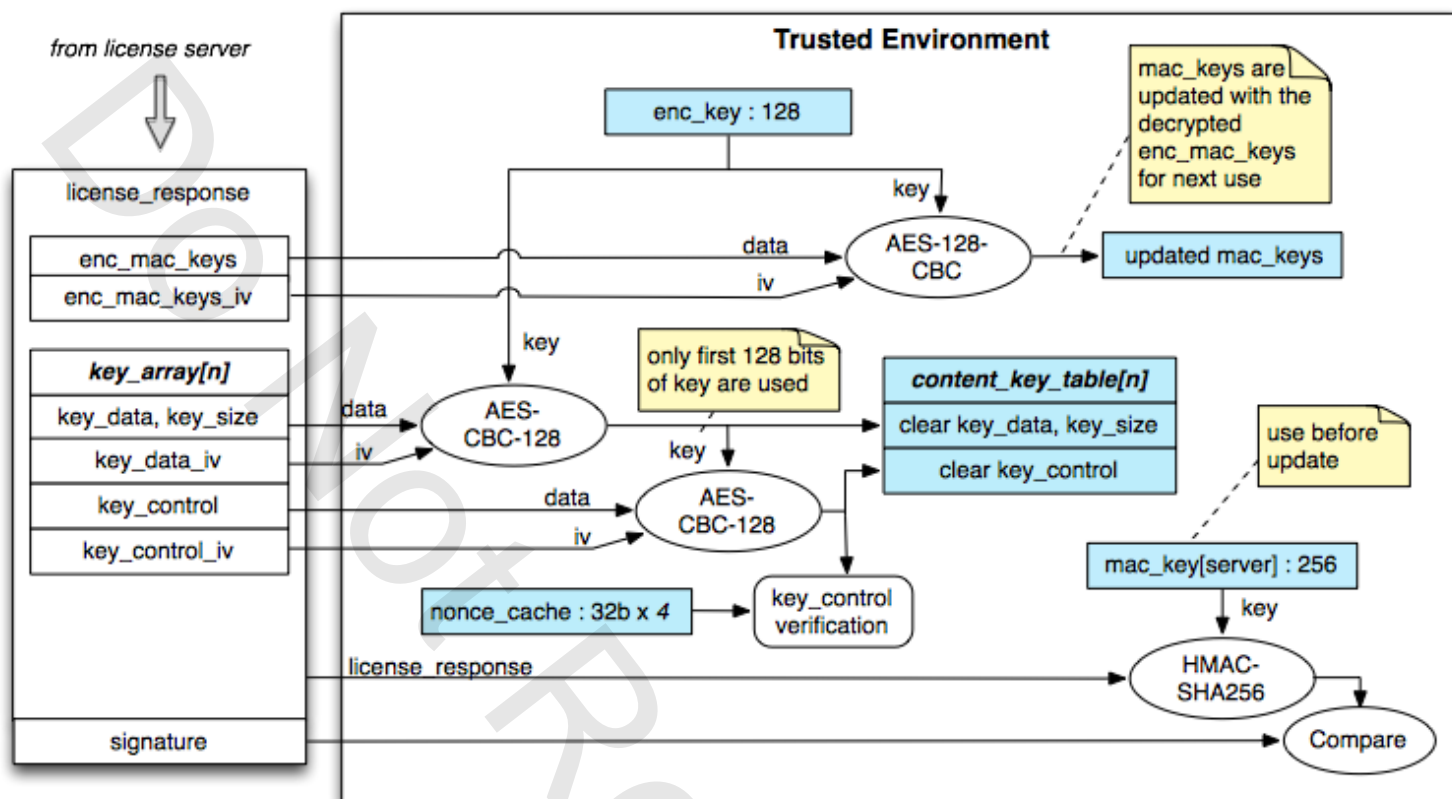 from license server
Trusted Environment
mac_keys are
updated with the
decrypted
enc_mac_keys
for next use
enc_key : 128
license_response
key
enc_mac_keys
data
AES-128-
CBC
updated mac_keys
enc_mac_keys_iv
iv
key
only first 128 bits
of key are used
key_array[n]
content_key_table[n]
key_data, key_size
data
AES-
CBC-128
clear key_data, key_size
use before
update
key_data_iv
iv
key
clear key_control
key_control
data
AES-
CBC-128
key_control_iv
iv
mac_key[server] : 256
nonce_cache : 32b x 4
key_control
verification
key
license_response
HMAC-
SHA256
signature
Compare
Do Not